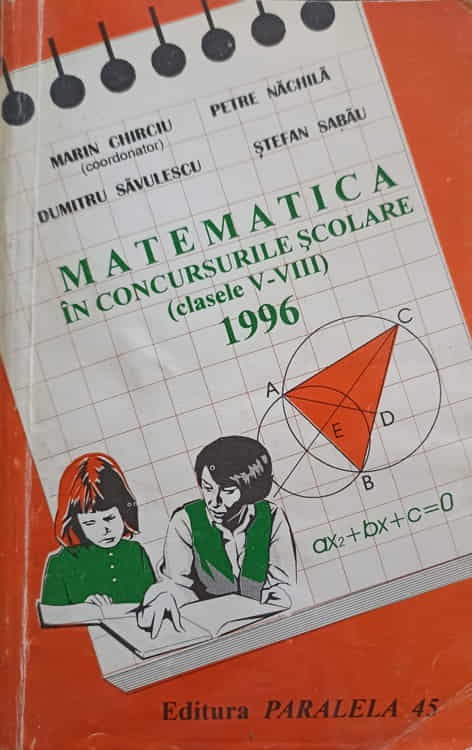 MARIN CHIRCIU
(coordonator)
PETRE NĂCHILĂ
DUMITRU SĂVULESCU
ȘTEFAN SABĂU
MATEMATICA
ÎN CONCURSURILE ȘCOLARE
(clasele V-VIII)
1996
C
A
E
D
B
ax₂+bx+c=0
Editura PARALELA 45